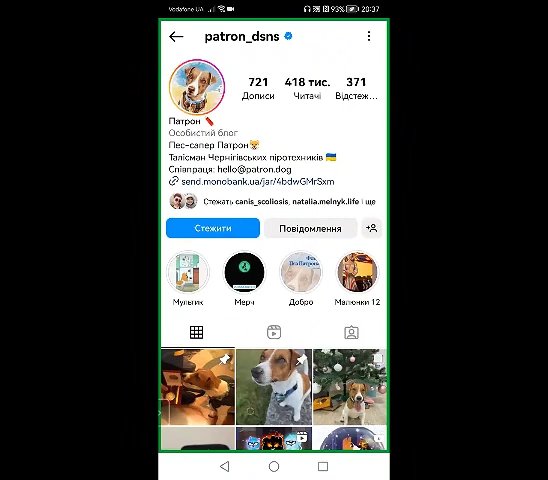 Vodafone UA 93% 20:37
patron_dsns
721 418 тис. 371
Дописи Читачі Відстеж...
Патрон
Особистий блог
Пес-сапер Патрон
Талісман Чернігівських піротехників
Співпраця: hello@patron.dog
send.monobank.ua/jar/4bdwGMrSxm
Стежать canis_scoliosis, natalia.melnyk.life і ще
Стежити Повідомлення
Мультик Мерч Добро Малюнки 12